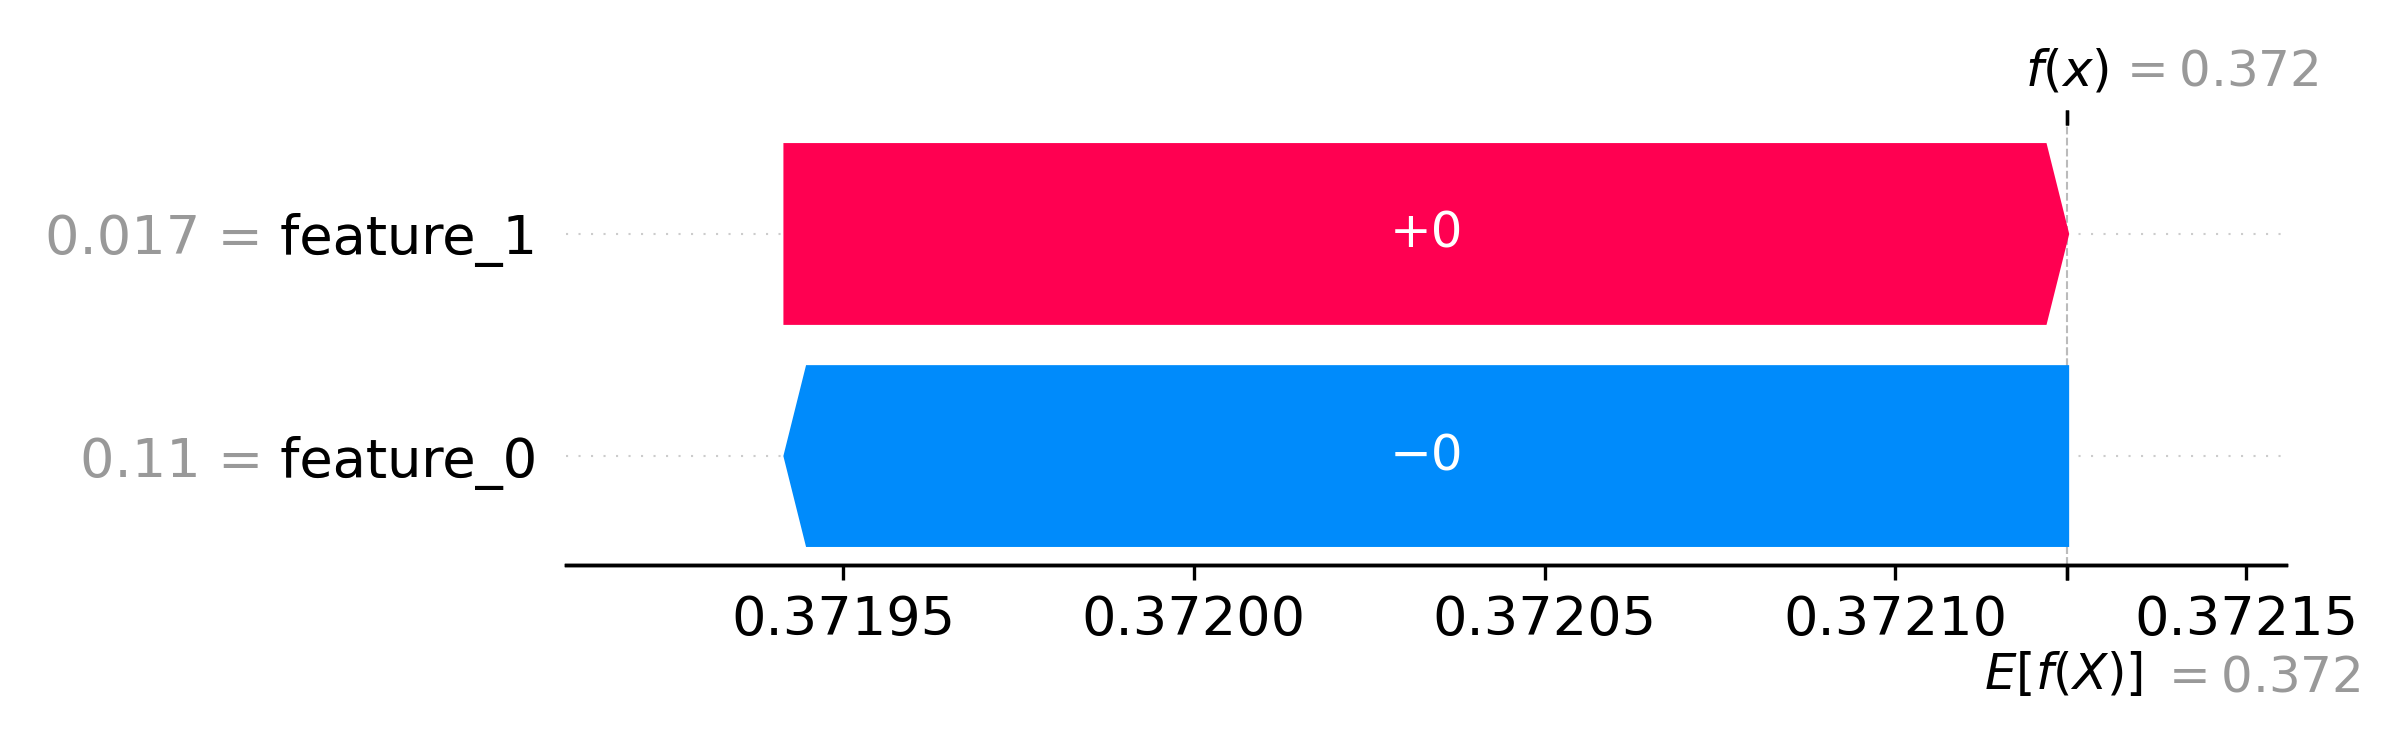 f(x) = 0.372
0.017 = feature_1
+0
0.11 = feature_0
−0
0.37195 0.37200 0.37205 0.37210 0.37215
E[f(X)] = 0.372